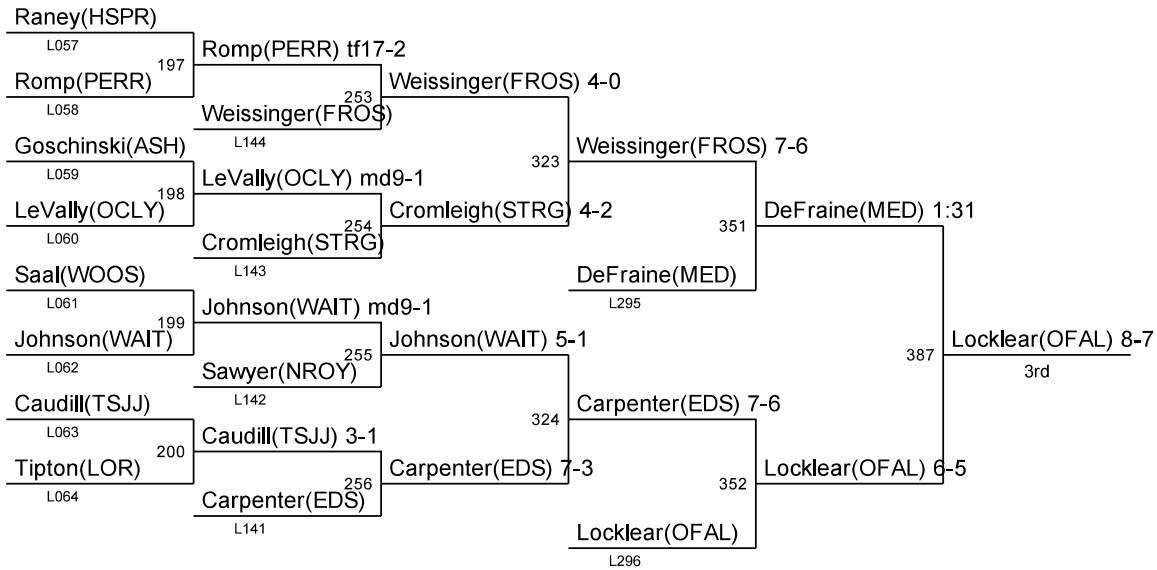 Raney(HSPR)
L057
197
Romp(PERR) tf17-2
Romp(PERR)
L058
253
Weissinger(FROS) 4-0
Weissinger(FROS)
L144
Goschinski(ASH)
L059
323
Weissinger(FROS) 7-6
198
LeVally(OCLY) md9-1
LeVally(OCLY)
L060
254
Cromleigh(STRG) 4-2
351
DeFraine(MED) 1:31
Cromleigh(STRG)
L143
Saal(WOOS)
L061
DeFraine(MED)
L295
199
Johnson(WAIT) md9-1
Johnson(WAIT)
L062
255
Johnson(WAIT) 5-1
387
Locklear(OFAL) 8-7
3rd
Sawyer(NROY)
L142
Caudill(TSJJ)
L063
324
Carpenter(EDS) 7-6
200
Caudill(TSJJ) 3-1
Tipton(LOR)
L064
256
Carpenter(EDS) 7-3
352
Locklear(OFAL) 6-5
Carpenter(EDS)
L141
Locklear(OFAL)
L296